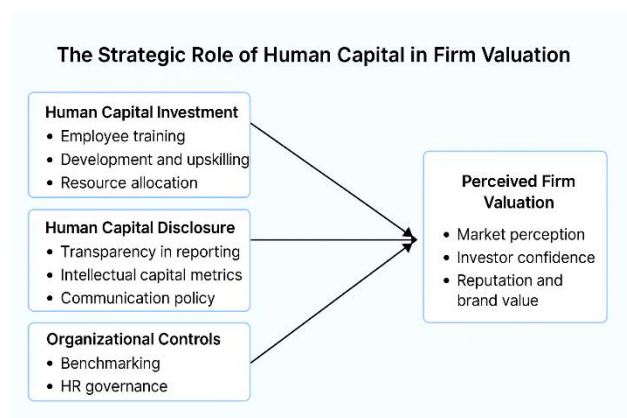 The Strategic Role of Human Capital in Firm Valuation
Human Capital Investment
• Employee training
• Development and upskilling
• Resource allocation
Human Capital Disclosure
• Transparency in reporting
• Intellectual capital metrics
• Communication policy
Organizational Controls
• Benchmarking
• HR governance
Perceived Firm
Valuation
• Market perception
• Investor confidence
• Reputation and
brand value